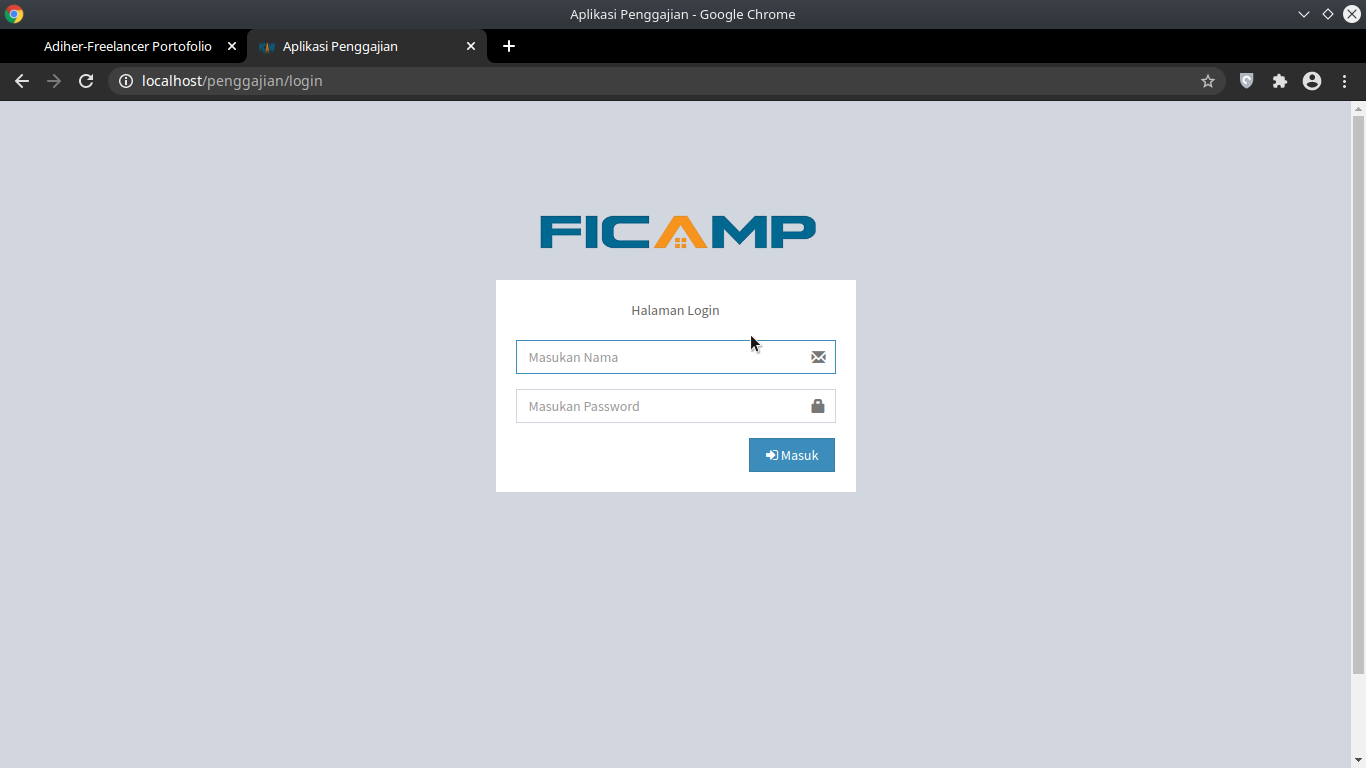 Aplikasi Penggajian - Google Chrome
Adiher-Freelancer Portofolio
Aplikasi Penggajian
localhost/penggajian/login
FICAMP
Halaman Login
Masukan Nama
Masukan Password
Masuk